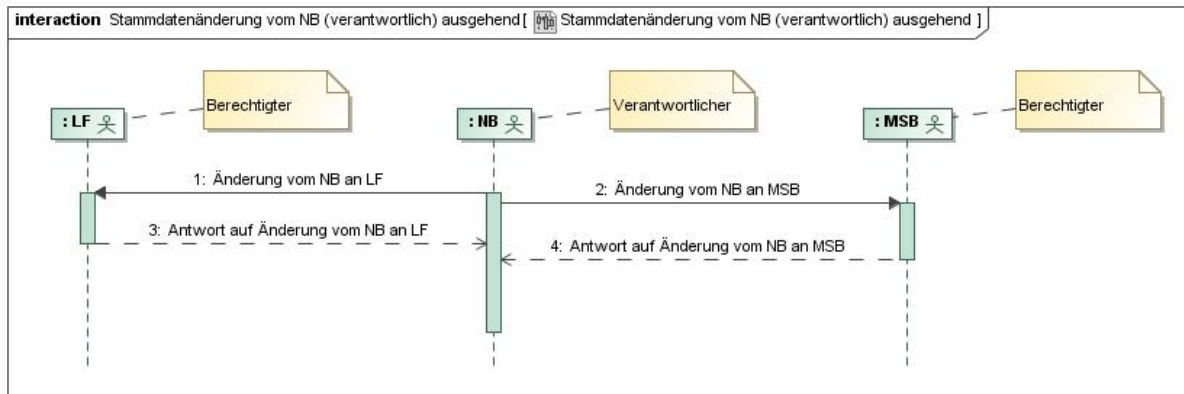 interaction Stammdatenänderung vom NB (verantwortlich) ausgehend[ Stammdatenänderung vom NB (verantwortlich) ausgehend ]
Berechtigter
Verantwortlicher
Berechtigter
: LF
: NB
: MSB
1: Änderung vom NB an LF
2: Änderung vom NB an MSB
3: Antwort auf Änderung vom NB an LF
4: Antwort auf Änderung vom NB an MSB